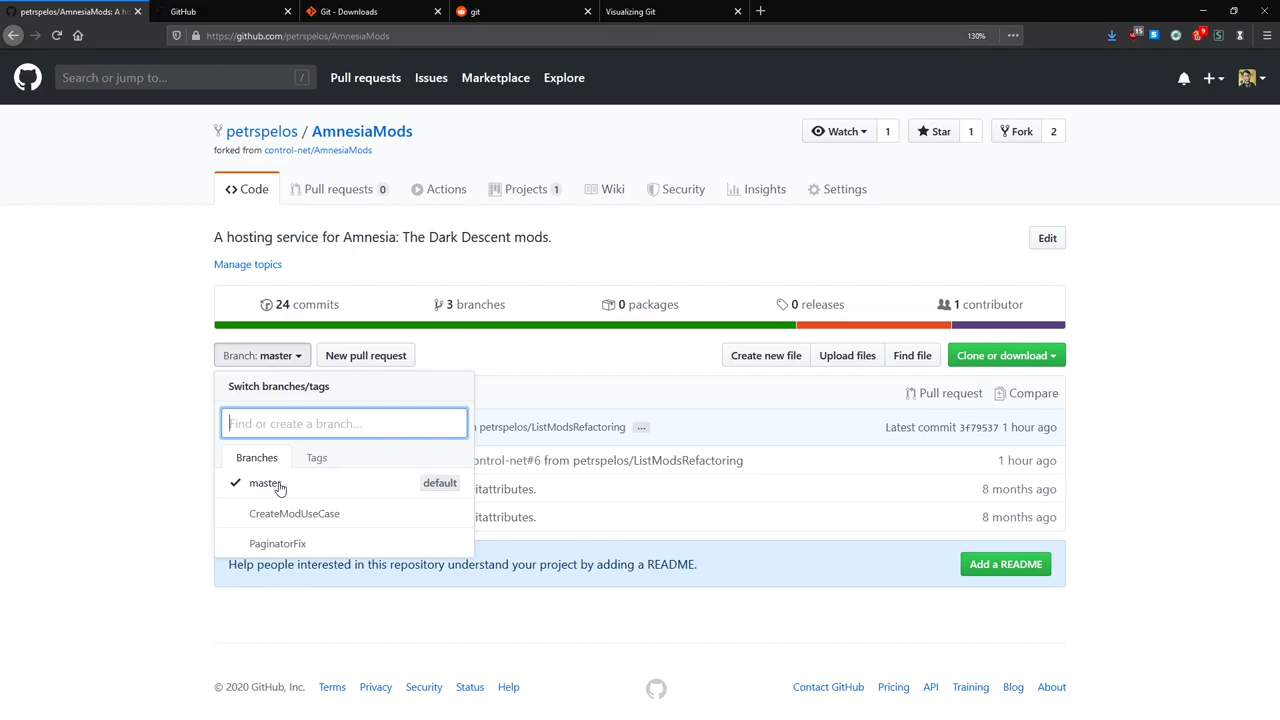 petrspelos/AmnesiaMods: A h
GitHub
Git - Downloads
git
Visualizing Git
https://github.com/petrspelos/AmnesiaMods
130%
15
9
Search or jump to...
/
Pull requests
Issues
Marketplace
Explore
petrspelos / AmnesiaMods
forked from control-net/AmnesiaMods
Watch 1
Star 1
Fork 2
Code
Pull requests 0
Actions
Projects 1
Wiki
Security
Insights
Settings
A hosting service for Amnesia: The Dark Descent mods.
Edit
Manage topics
24 commits
3 branches
0 packages
0 releases
1 contributor
Branch: master
New pull request
Create new file
Upload files
Find file
Clone or download
Switch branches/tags
Pull request
Compare
Find or create a branch...
petrspelos/ListModsRefactoring
...
Latest commit 3f79537 1 hour ago
Branches
Tags
ontrol-net#6 from petrspelos/ListModsRefactoring
1 hour ago
master
default
itattributes.
8 months ago
CreateModUseCase
itattributes.
8 months ago
PaginatorFix
Help people interested in this repository understand your project by adding a README.
Add a README
© 2020 GitHub, Inc.
Terms
Privacy
Security
Status
Help
Contact GitHub
Pricing
API
Training
Blog
About